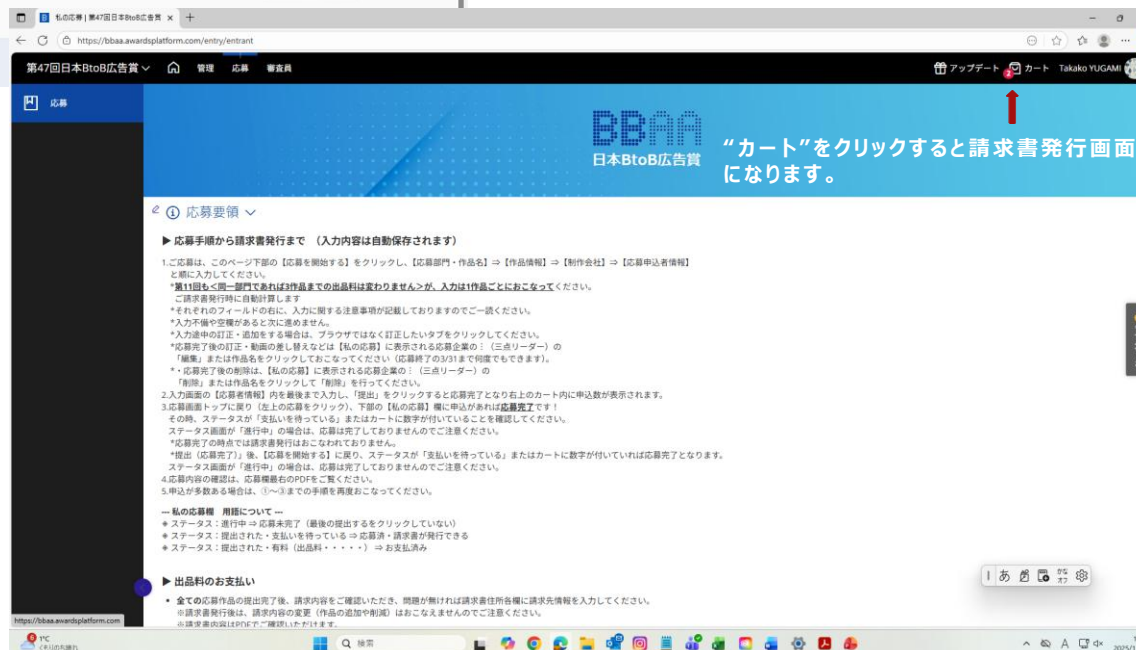 私の応募 | 第47回日本BtoB広告賞
https://bbaa.awardsplatform.com/entry/entrant
第47回日本BtoB広告賞
管理
応募
審査員
アップデート
2
カート
Takako YUGAMI
応募
BBAA
日本BtoB広告賞
“カート”をクリックすると請求書発行画面
になります。
応募要領
▶ 応募手順から請求書発行まで （入力内容は自動保存されます）
1.ご応募は、このページ下部の【応募を開始する】をクリックし、【応募部門・作品名】⇒【作品情報】⇒【制作会社】⇒【応募申込者情報】
と順に入力してください。
*第11回も<同一部門であれば3作品までの出品料は変わりません>が、入力は1作品ごとにおこなってください。
ご請求書発行時に自動計算します
*それぞれのフィールドの右に、入力に関する注意事項が記載しておりますのでご一読ください。
*入力不備や空欄があると次に進めません。
*入力途中の訂正・追加をする場合は、ブラウザではなく訂正したいタブをクリックしてください。
*応募完了後の訂正・動画の差し替えなどは【私の応募】に表示される応募企業の⋮（三点リーダー）の
「編集」または作品名をクリックしておこなってください（応募終了の3/31まで何度でもできます）。
*・応募完了後の削除は、【私の応募】に表示される応募企業の⋮（三点リーダー）の
「削除」または作品名をクリックして「削除」を行ってください。
2.入力画面の【応募者情報】内を最後まで入力し、「提出」をクリックすると応募完了となり右上のカート内に申込数が表示されます。
3.応募画面トップに戻り（左上の応募をクリック）、下部の【私の応募】欄に申込があれば応募完了です！
その時、ステータスが「支払いを待っている」またはカートに数字が付いていることを確認してください。
ステータス画面が「進行中」の場合は、応募は完了しておりませんのでご注意ください。
*応募完了の時点では請求書発行はおこなわれておりません。
*提出（応募完了）」後、【応募を開始する】に戻り、ステータスが「支払いを待っている」またはカートに数字が付いていれば応募完了となります。
ステータス画面が「進行中」の場合は、応募は完了しておりませんのでご注意ください。
4.応募内容の確認は、応募欄最右のPDFをご覧ください。
5.申込が多数ある場合は、①～③までの手順を再度おこなってください。
--- 私の応募欄　用語について ---
◈ ステータス：進行中 ⇒ 応募未完了（最後の提出するをクリックしていない）
◈ ステータス：提出された・支払いを待っている ⇒ 応募済・請求書が発行できる
◈ ステータス：提出された・有料（出品料・・・・・）⇒ お支払済み
▶ 出品料のお支払い
• 全ての応募作品の提出完了後、請求内容をご確認いただき、問題が無ければ請求書住所各欄に請求先情報を入力してください。
※請求書発行後は、請求内容の変更（作品の追加や削減）はおこなえませんのでご注意ください。
※請求書内容はPDFでご確認いただけます。
あ
https://bbaa.awardsplatform.com
1°C
検索
A